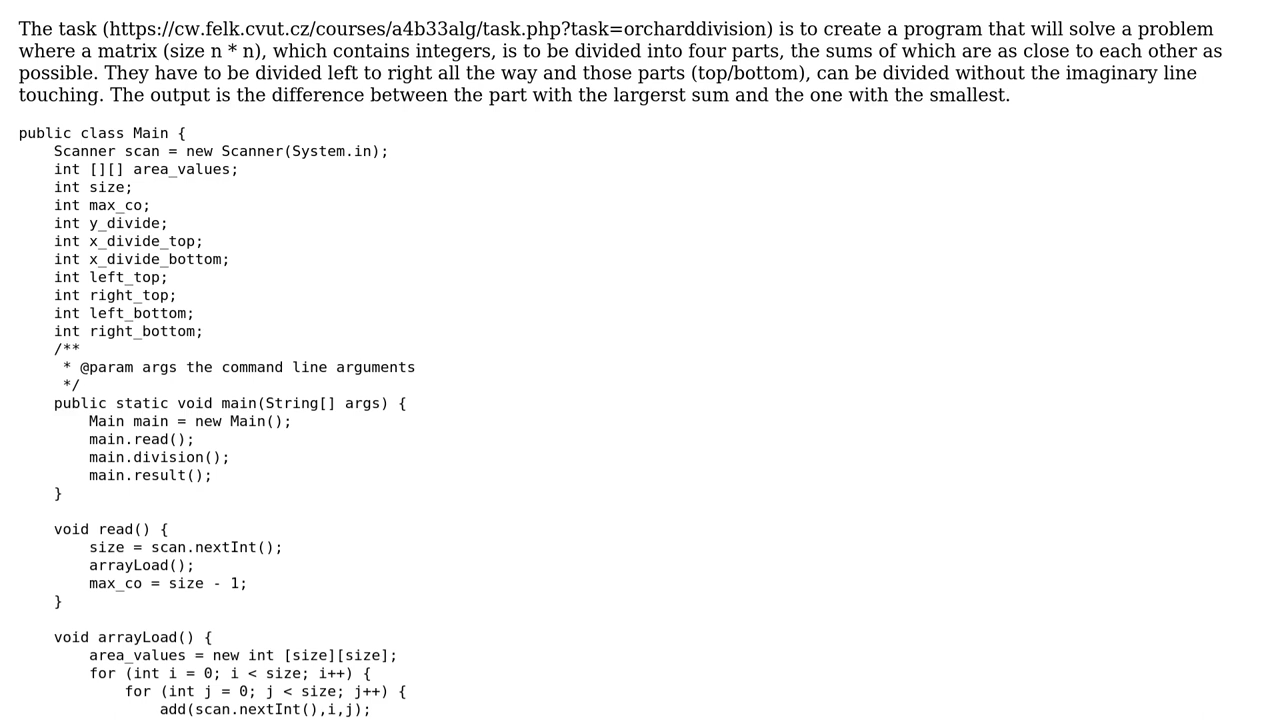 The task (https://cw.felk.cvut.cz/courses/a4b33alg/task.php?task=orcharddivision) is to create a program that will solve a problem
where a matrix (size n * n), which contains integers, is to be divided into four parts, the sums of which are as close to each other as
possible. They have to be divided left to right all the way and those parts (top/bottom), can be divided without the imaginary line
touching. The output is the difference between the part with the largerst sum and the one with the smallest.
public class Main {
    Scanner scan = new Scanner(System.in);
    int [][] area_values;
    int size;
    int max_co;
    int y_divide;
    int x_divide_top;
    int x_divide_bottom;
    int left_top;
    int right_top;
    int left_bottom;
    int right_bottom;
    /**
     * @param args the command line arguments
     */
    public static void main(String[] args) {
        Main main = new Main();
        main.read();
        main.division();
        main.result();
    }

    void read() {
        size = scan.nextInt();
        arrayLoad();
        max_co = size - 1;
    }

    void arrayLoad() {
        area_values = new int [size][size];
        for (int i = 0; i < size; i++) {
            for (int j = 0; j < size; j++) {
                add(scan.nextInt(),i,j);